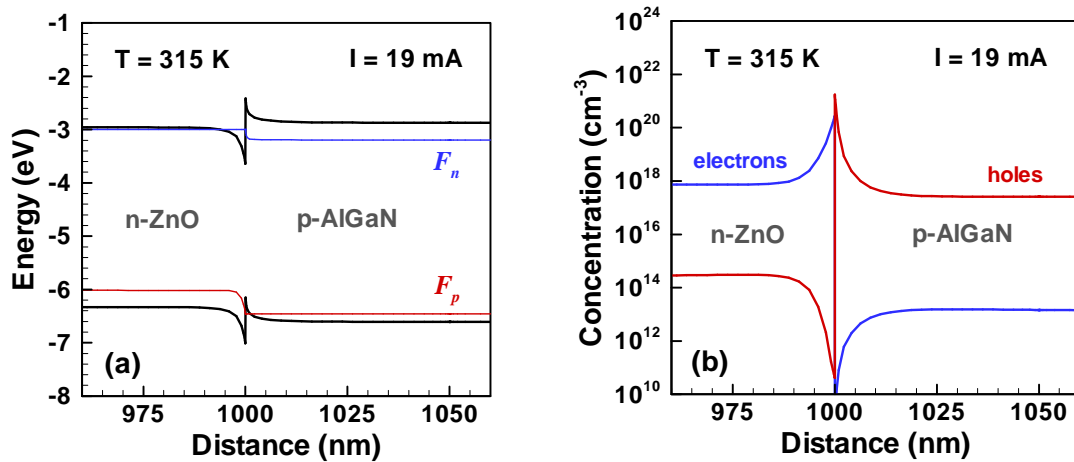 T = 315 K I = 19 mA
Energy (eV)
-1
-2
-3
-4
-5
-6
-7
-8
Fn
n-ZnO p-AlGaN
Fp
(a)
975 1000 1025 1050
Distance (nm)
T = 315 K I = 19 mA
Concentration (cm-3)
10^24
10^22
10^20
10^18
10^16
10^14
10^12
10^10
electrons holes
n-ZnO p-AlGaN
(b)
975 1000 1025 1050
Distance (nm)